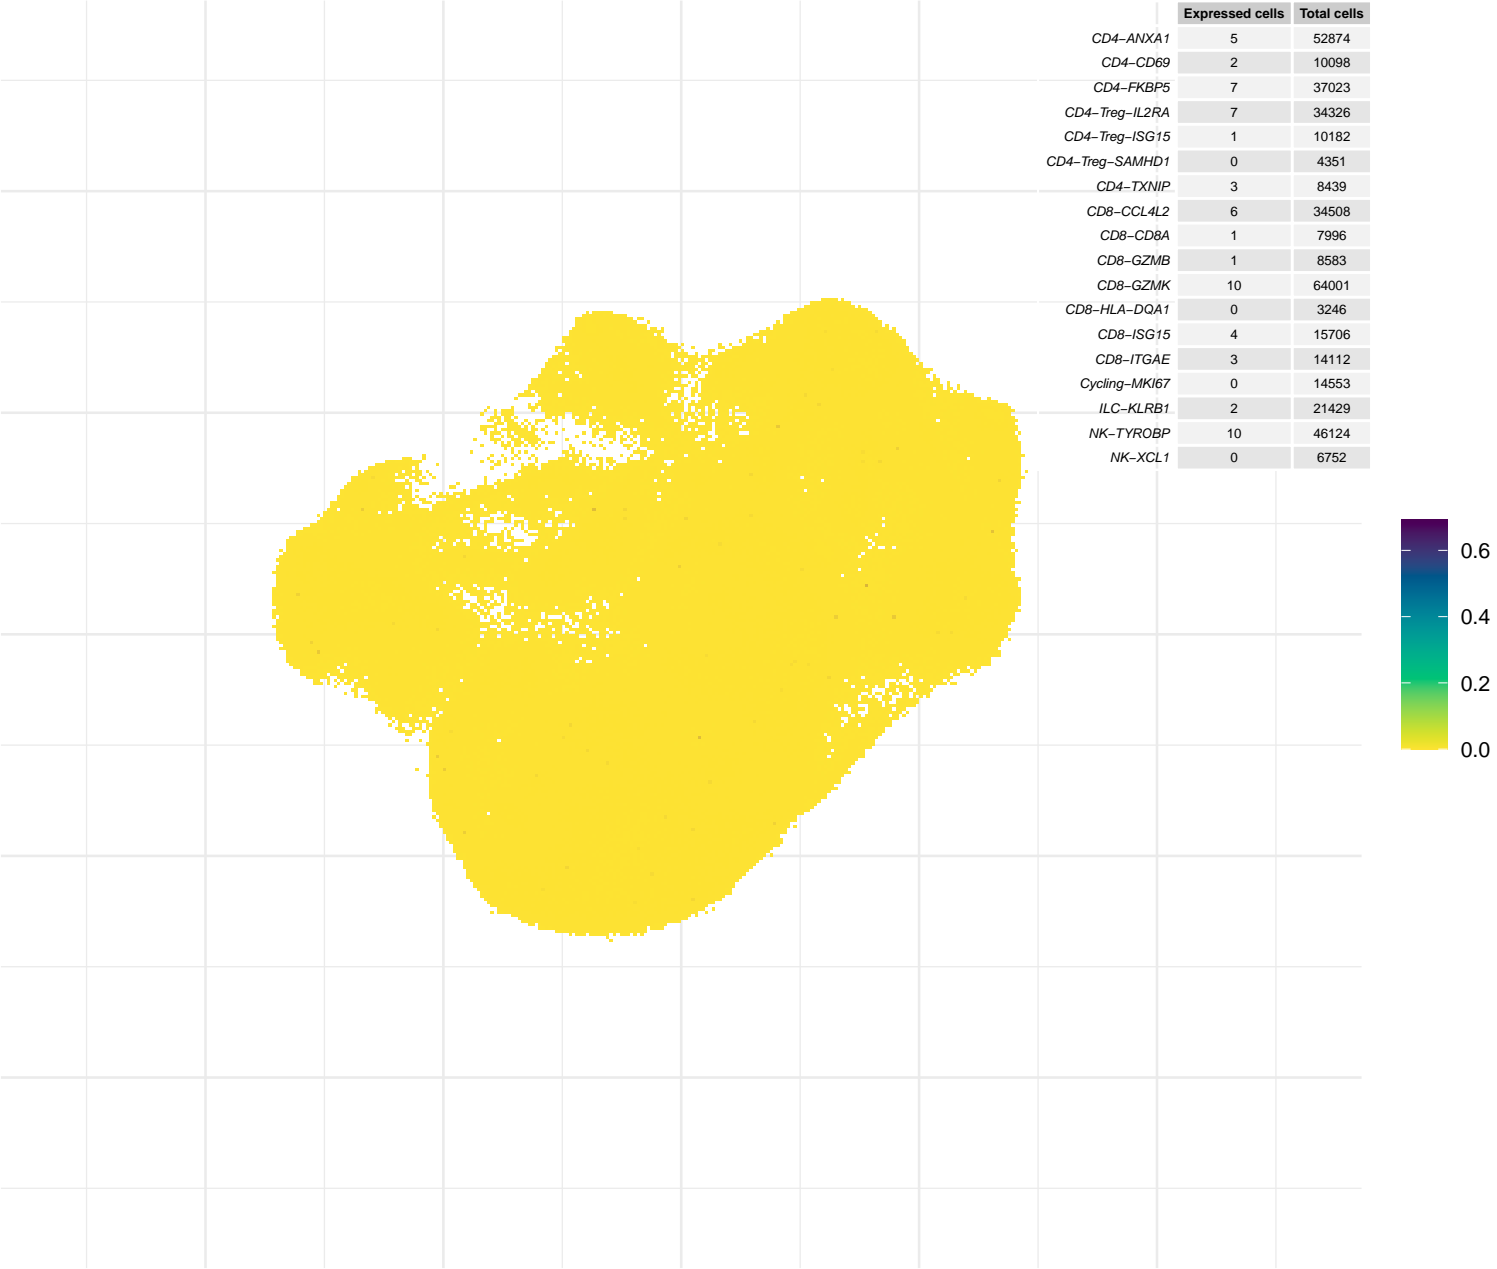 Expressed cells Total cells
CD4−ANXA1 5 52874
CD4−CD69 2 10098
CD4−FKBP5 7 37023
CD4−Treg−IL2RA 7 34326
CD4−Treg−ISG15 1 10182
CD4−Treg−SAMHD1 0 4351
CD4−TXNIP 3 8439
CD8−CCL4L2 6 34508
CD8−CD8A 1 7996
CD8−GZMB 1 8583
CD8−GZMK 10 64001
CD8−HLA−DQA1 0 3246
CD8−ISG15 4 15706
CD8−ITGAE 3 14112
Cycling−MKI67 0 14553
ILC−KLRB1 2 21429
NK−TYROBP 10 46124
NK−XCL1 0 6752
0.6
0.4
0.2
0.0